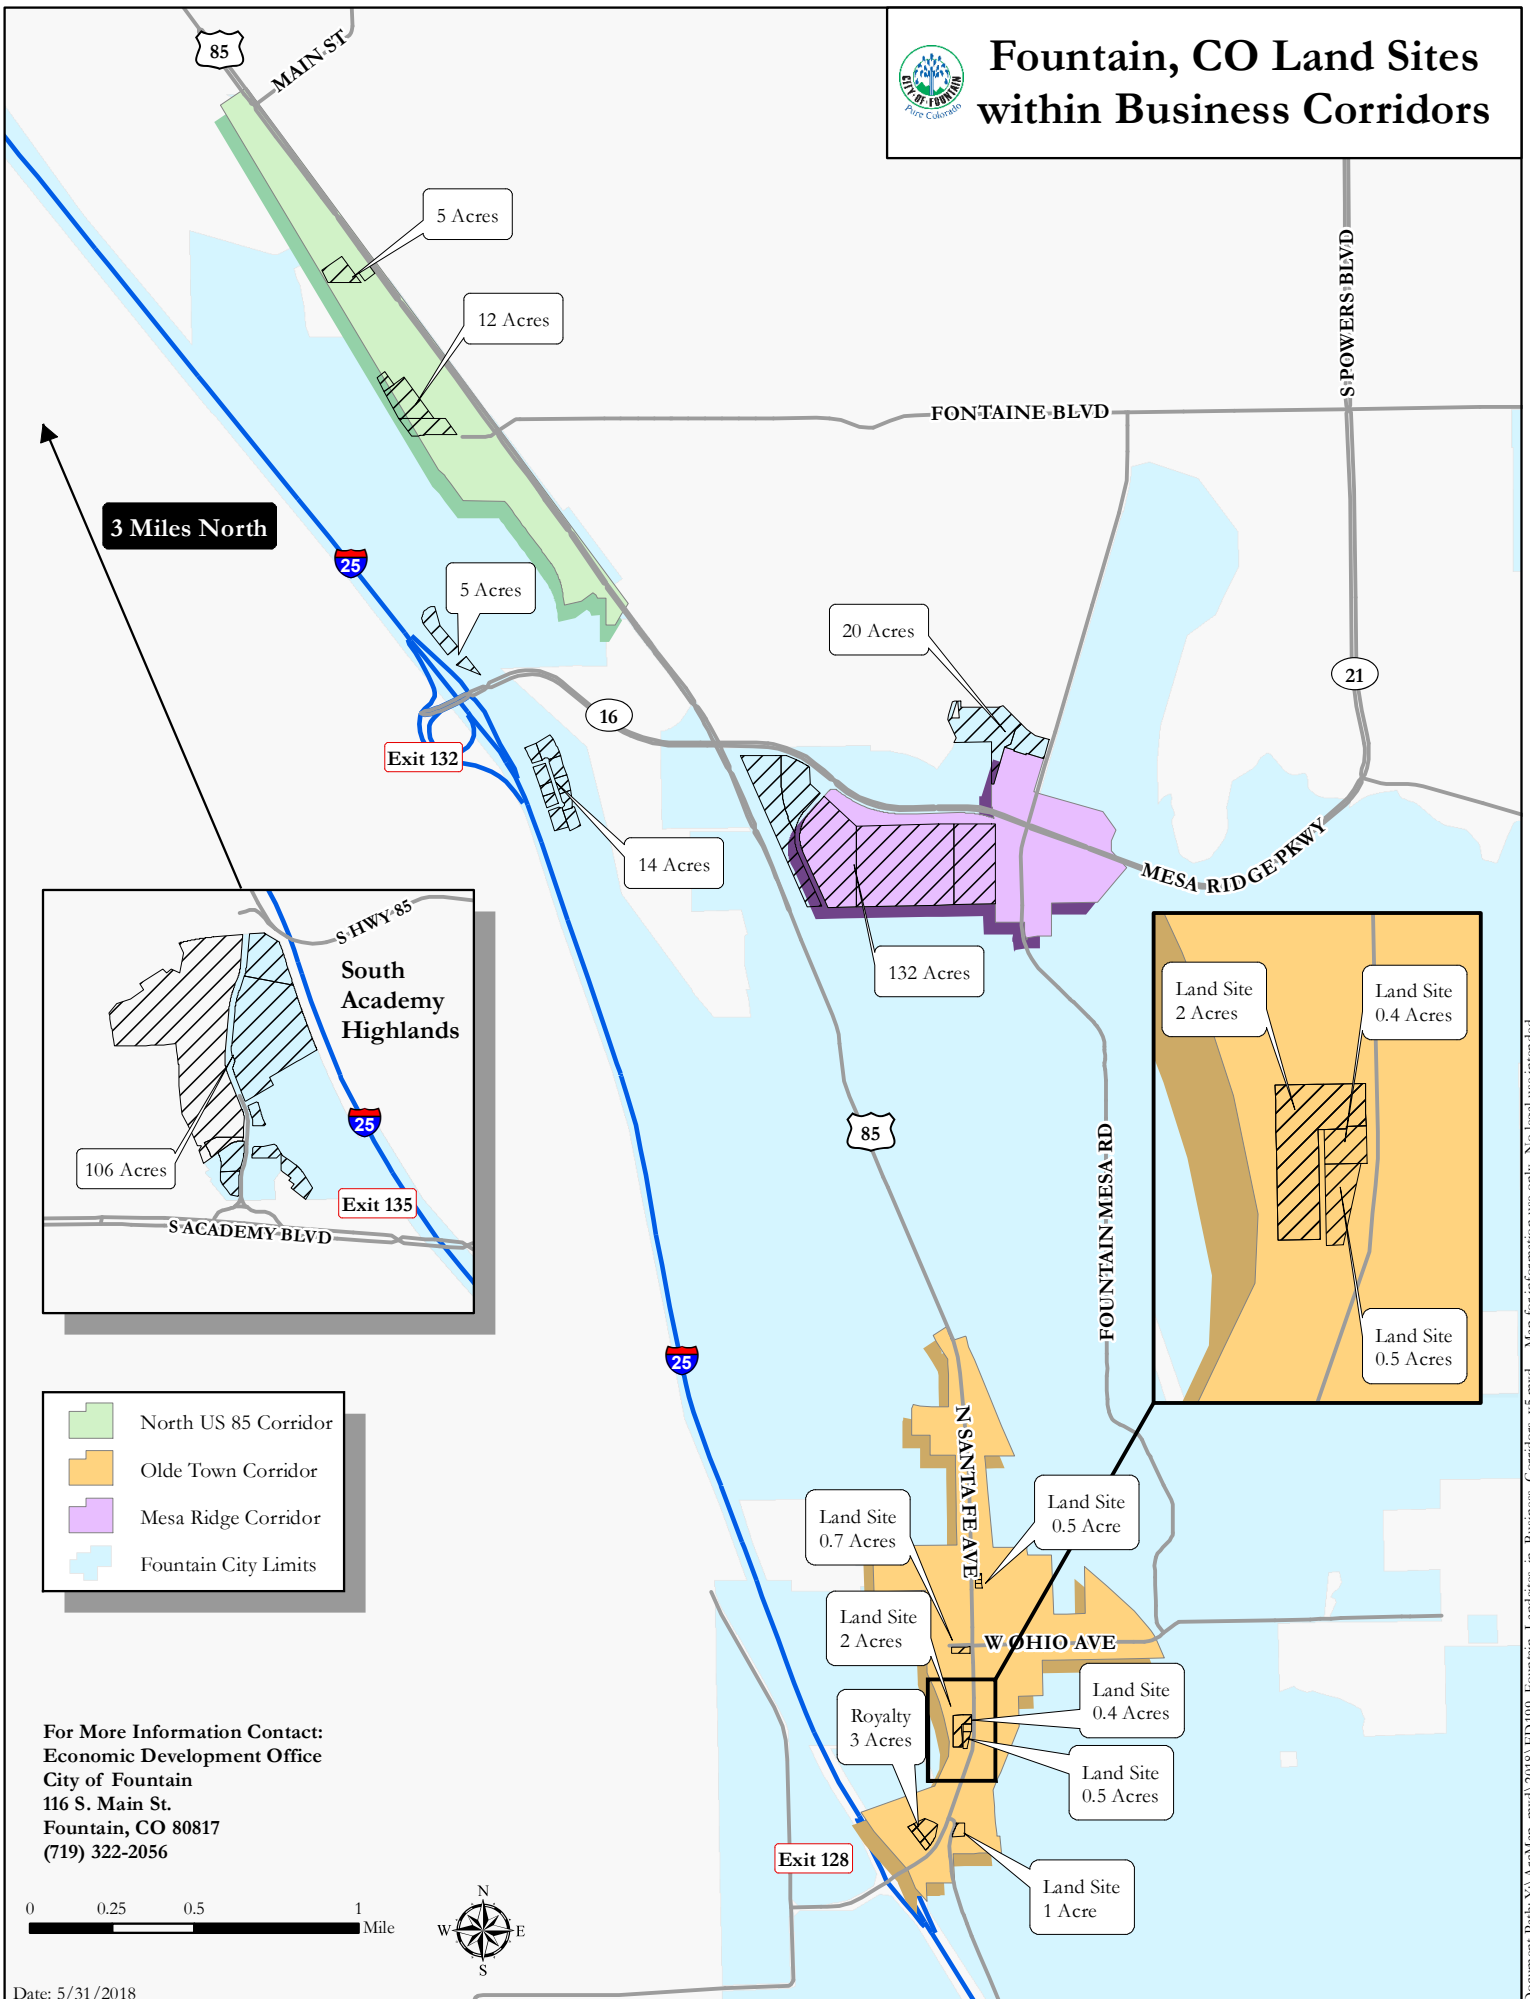 Fountain, CO Land Sites
within Business Corridors
CITY·OF·FOUNTAIN
Pure Colorado
85
MAIN ST
5 Acres
12 Acres
S POWERS BLVD
FONTAINE BLVD
3 Miles North
25
5 Acres
20 Acres
21
16
Exit 132
14 Acres
MESA RIDGE PKWY
132 Acres
S HWY 85
South
Academy
Highlands
25
106 Acres
Exit 135
S ACADEMY BLVD
Land Site
2 Acres
Land Site
0.4 Acres
Land Site
0.5 Acres
85
FOUNTAIN MESA RD
25
North US 85 Corridor
Olde Town Corridor
Mesa Ridge Corridor
Fountain City Limits
N SANTA FE AVE
Land Site
0.7 Acres
Land Site
0.5 Acre
Land Site
2 Acres
W OHIO AVE
Royalty
3 Acres
Land Site
0.4 Acres
Land Site
0.5 Acres
Exit 128
Land Site
1 Acre
For More Information Contact:
Economic Development Office
City of Fountain
116 S. Main St.
Fountain, CO 80817
(719) 322-2056
0 0.25 0.5 1
Mile
N
W E
S
Date: 5/31/2018